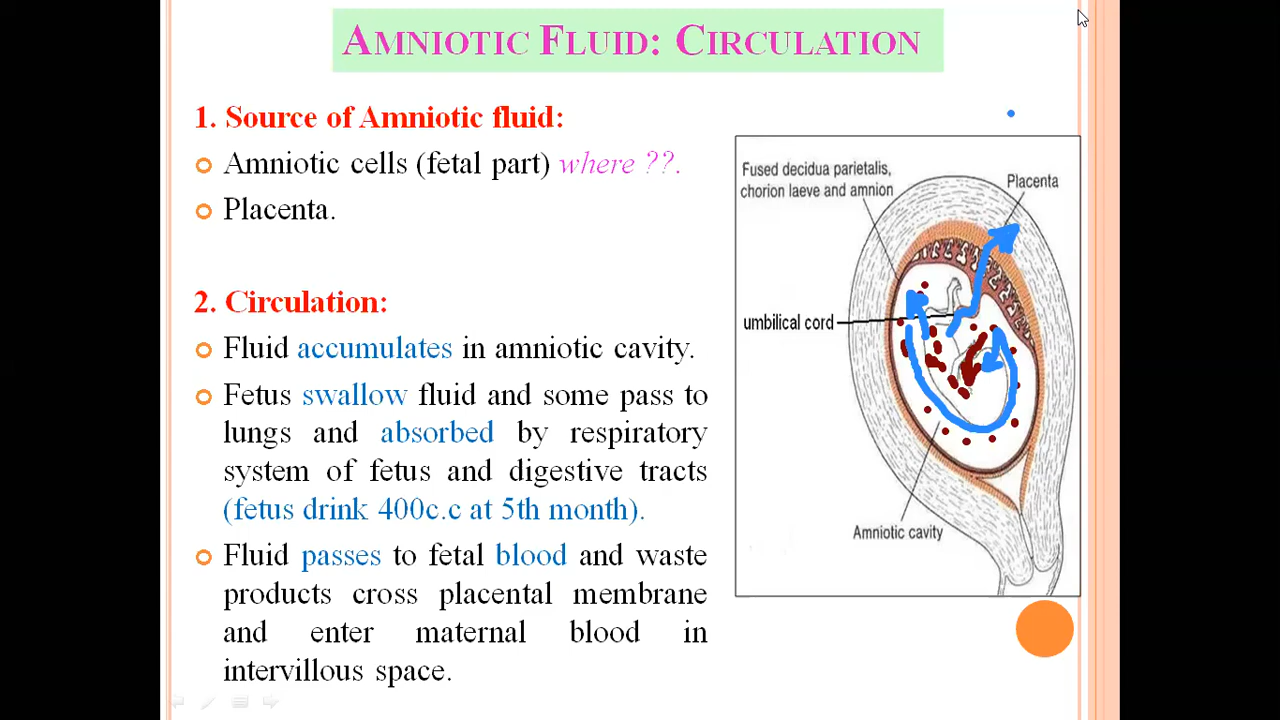 AMNIOTIC FLUID: CIRCULATION
1. Source of Amniotic fluid:
Amniotic cells (fetal part) where ??.
Placenta.
2. Circulation:
Fluid accumulates in amniotic cavity.
Fetus swallow fluid and some pass to
lungs and absorbed by respiratory
system of fetus and digestive tracts
(fetus drink 400c.c at 5th month).
Fluid passes to fetal blood and waste
products cross placental membrane
and enter maternal blood in
intervillous space.
Fused decidua parietalis,
chorion laeve and amnion
Placenta
umbilical cord
Amniotic cavity